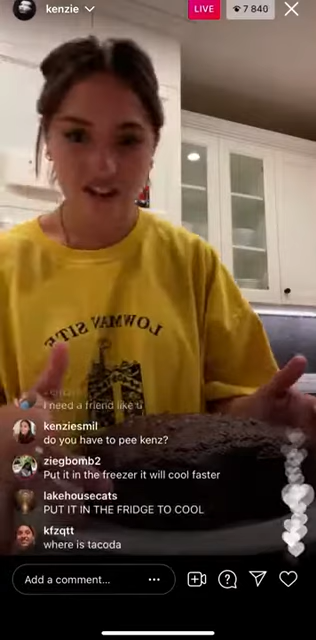 kenzie
LIVE
7 840
LOWMAN SITE
I need a friend like u
kenziesmil
do you have to pee kenz?
ziegbomb2
Put it in the freezer it will cool faster
lakehousecats
PUT IT IN THE FRIDGE TO COOL
kfzqtt
where is tacoda
Add a comment...